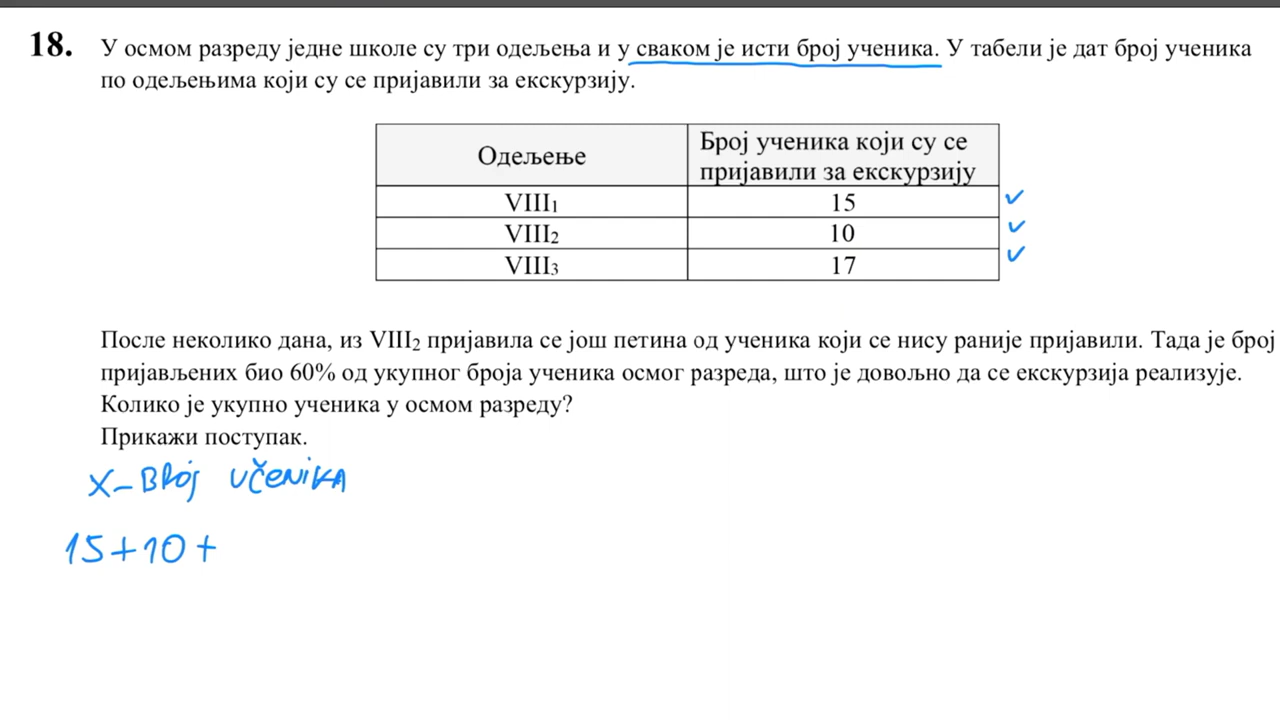 18. У осмом разреду једне школе су три одељења и у сваком је исти број ученика. У табели је дат број ученика
по одељењима који су се пријавили за екскурзију.
Одељење
Број ученика који су се
пријавили за екскурзију
VIII₁ 15
VIII₂ 10
VIII₃ 17
После неколико дана, из VIII₂ пријавила се још петина од ученика који се нису раније пријавили. Тада је број
пријављених био 60% од укупног броја ученика осмог разреда, што је довољно да се екскурзија реализује.
Колико је укупно ученика у осмом разреду?
Прикажи поступак.
X - BROJ UČENIKA
15+10+